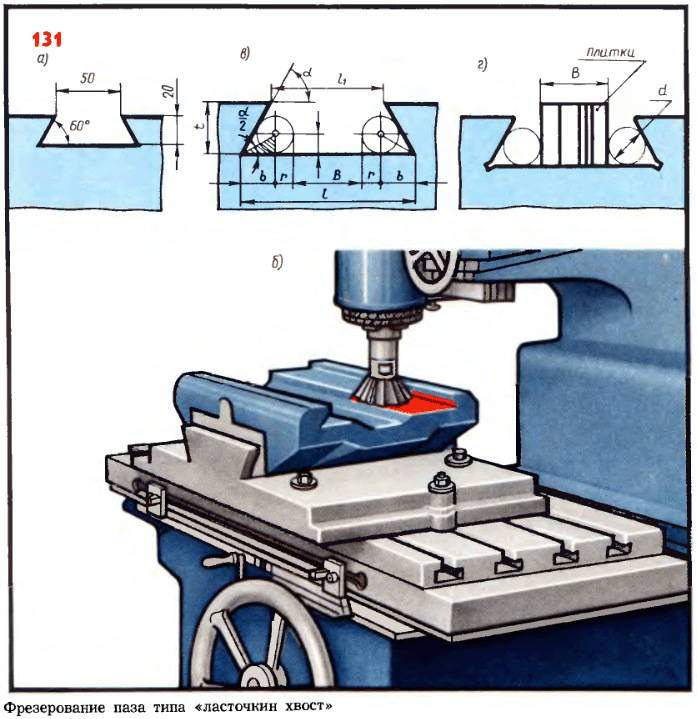 131
а)
50
20
60°
в)
α
l₁
t
α/2
b
r
B
r
b
l
г)
плитки
B
d
б)
Фрезерование паза типа «ласточкин хвост»